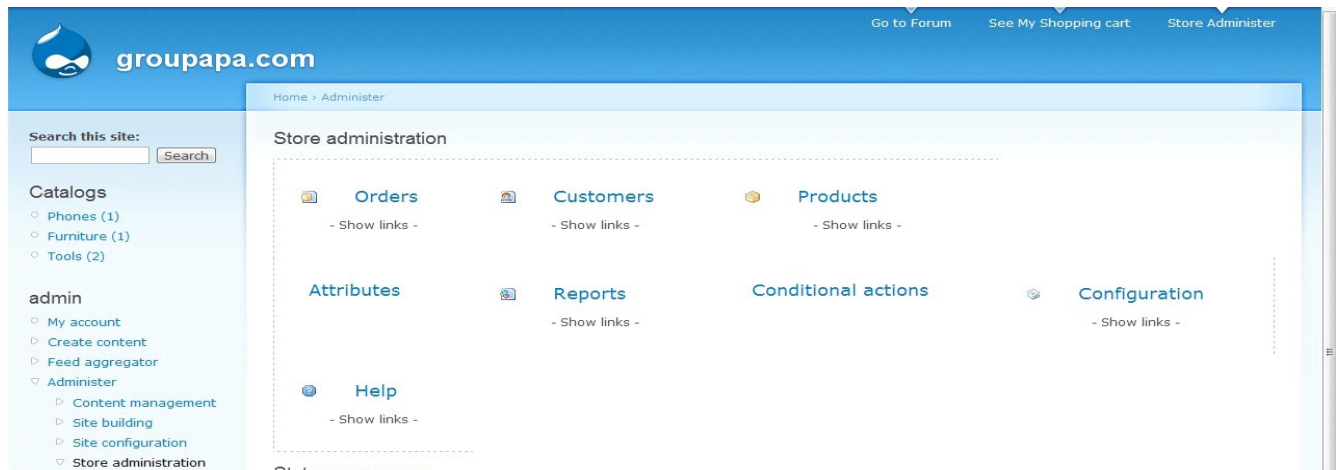 Go to Forum See My Shopping cart Store Administer
groupapa.com
Home › Administer
Search this site:
Search
Catalogs
Phones (1)
Furniture (1)
Tools (2)
admin
My account
Create content
Feed aggregator
Administer
Content management
Site building
Site configuration
Store administration
Store administration
Orders Customers Products
- Show links - - Show links - - Show links -
Attributes Reports Conditional actions Configuration
- Show links - - Show links -
Help
- Show links -